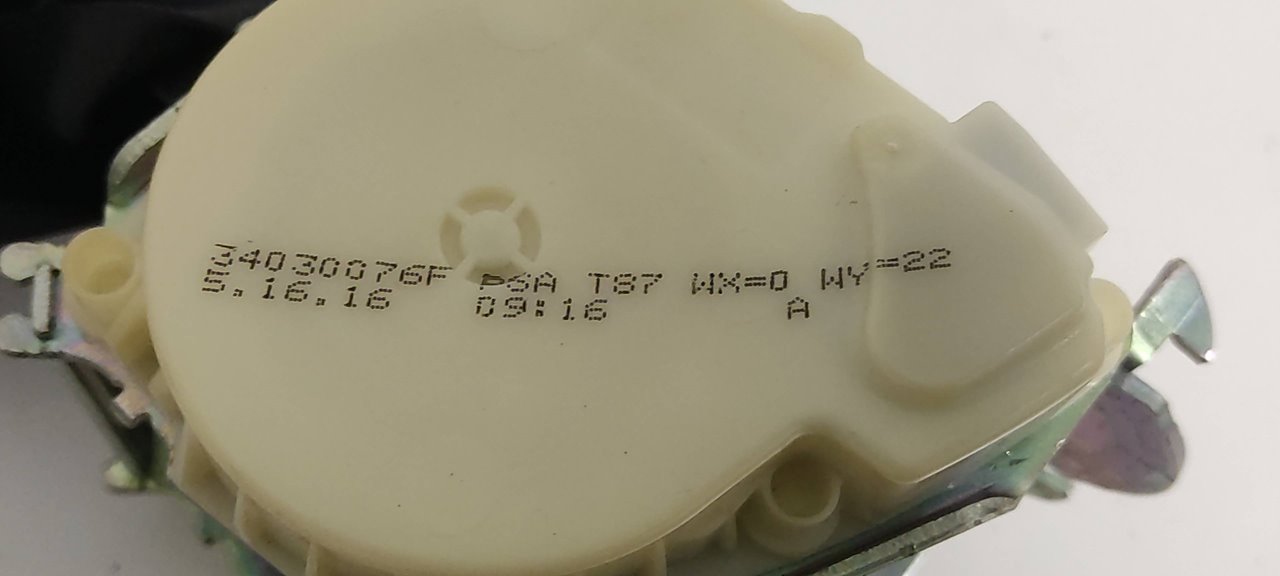 34030076F PSA T87 WX=0 WY=22
5.16.16 09:16 A